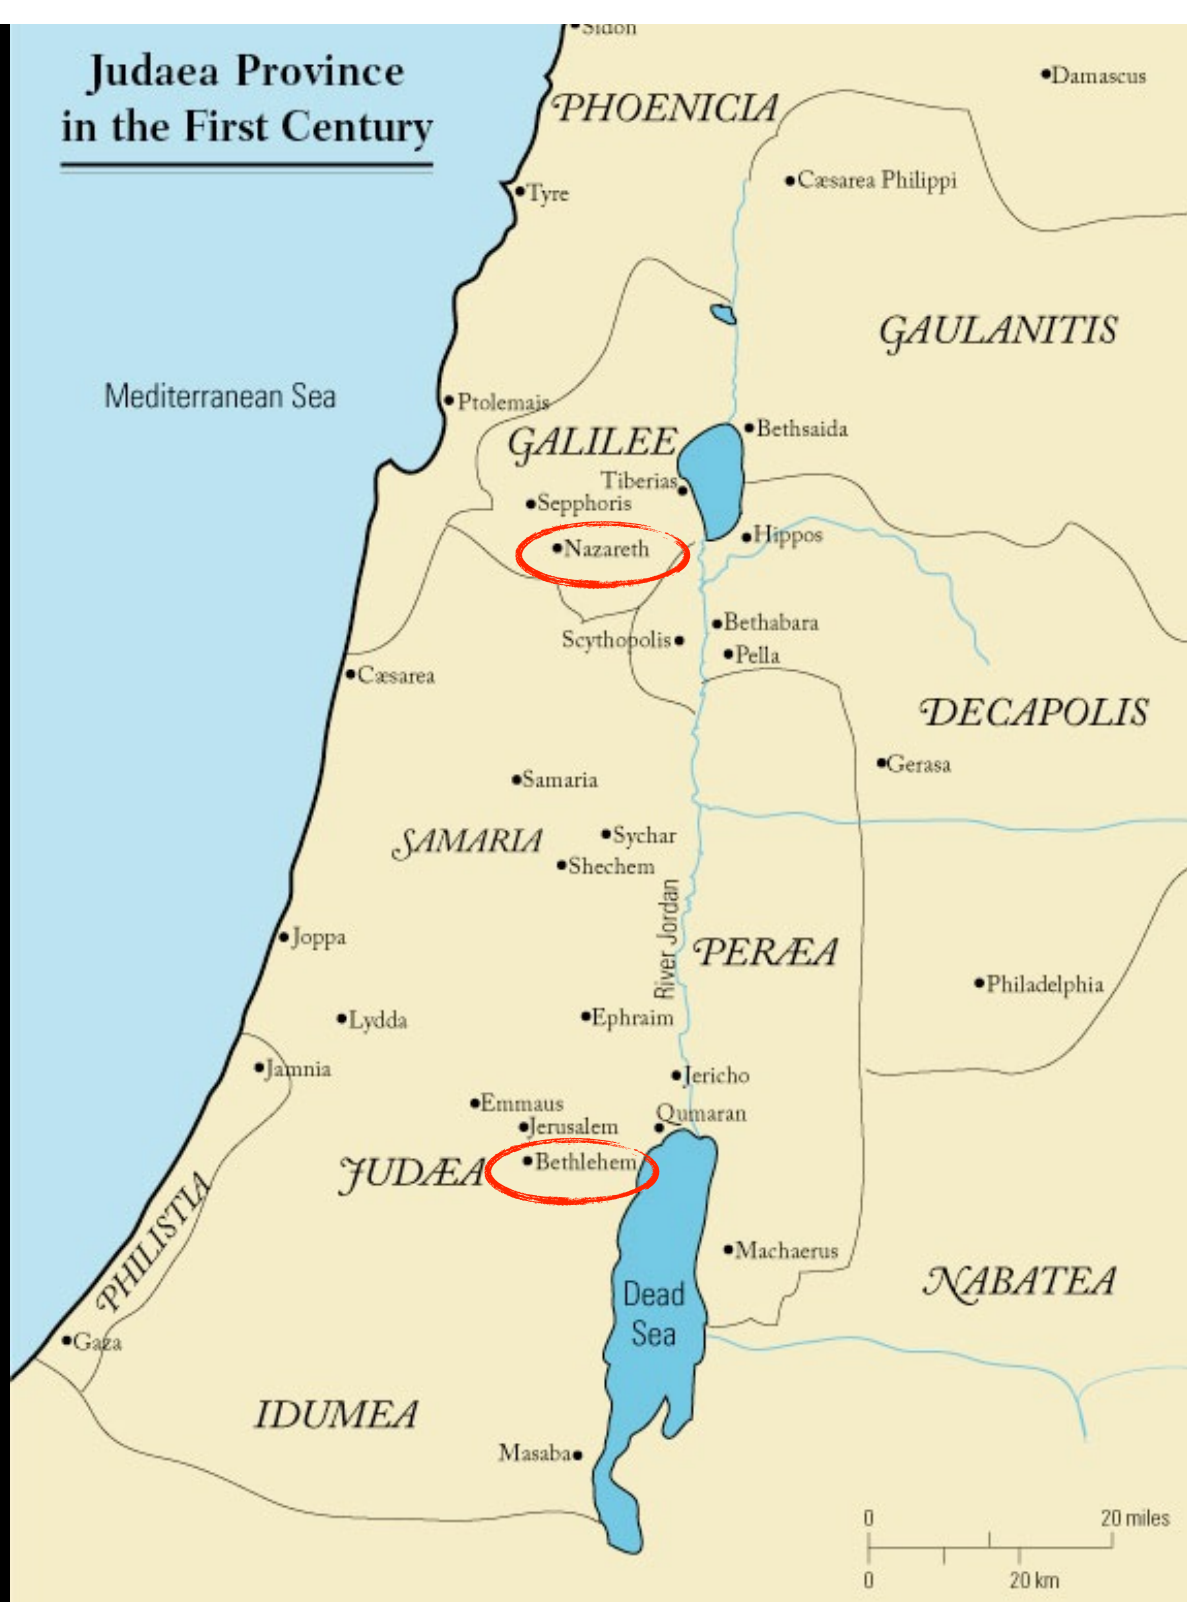 Sidon
Judaea Province
in the First Century
Damascus
PHOENICIA
Cæsarea Philippi
Tyre
GAULANITIS
Mediterranean Sea
Ptolemais
Bethsaida
GALILEE
Tiberias
Sepphoris
Hippos
Nazareth
Bethabara
Scythopolis
Pella
Cæsarea
DECAPOLIS
Gerasa
Samaria
Sychar
SAMARIA
Shechem
River Jordan
Joppa
PERÆA
Philadelphia
Lydda
Ephraim
Jamnia
Jericho
Emmaus
Qumaran
Jerusalem
Bethlehem
JUDÆA
PHILISTIA
Machaerus
NABATEA
Dead
Sea
Gaza
IDUMEA
Masaba
0 20 miles
0 20 km